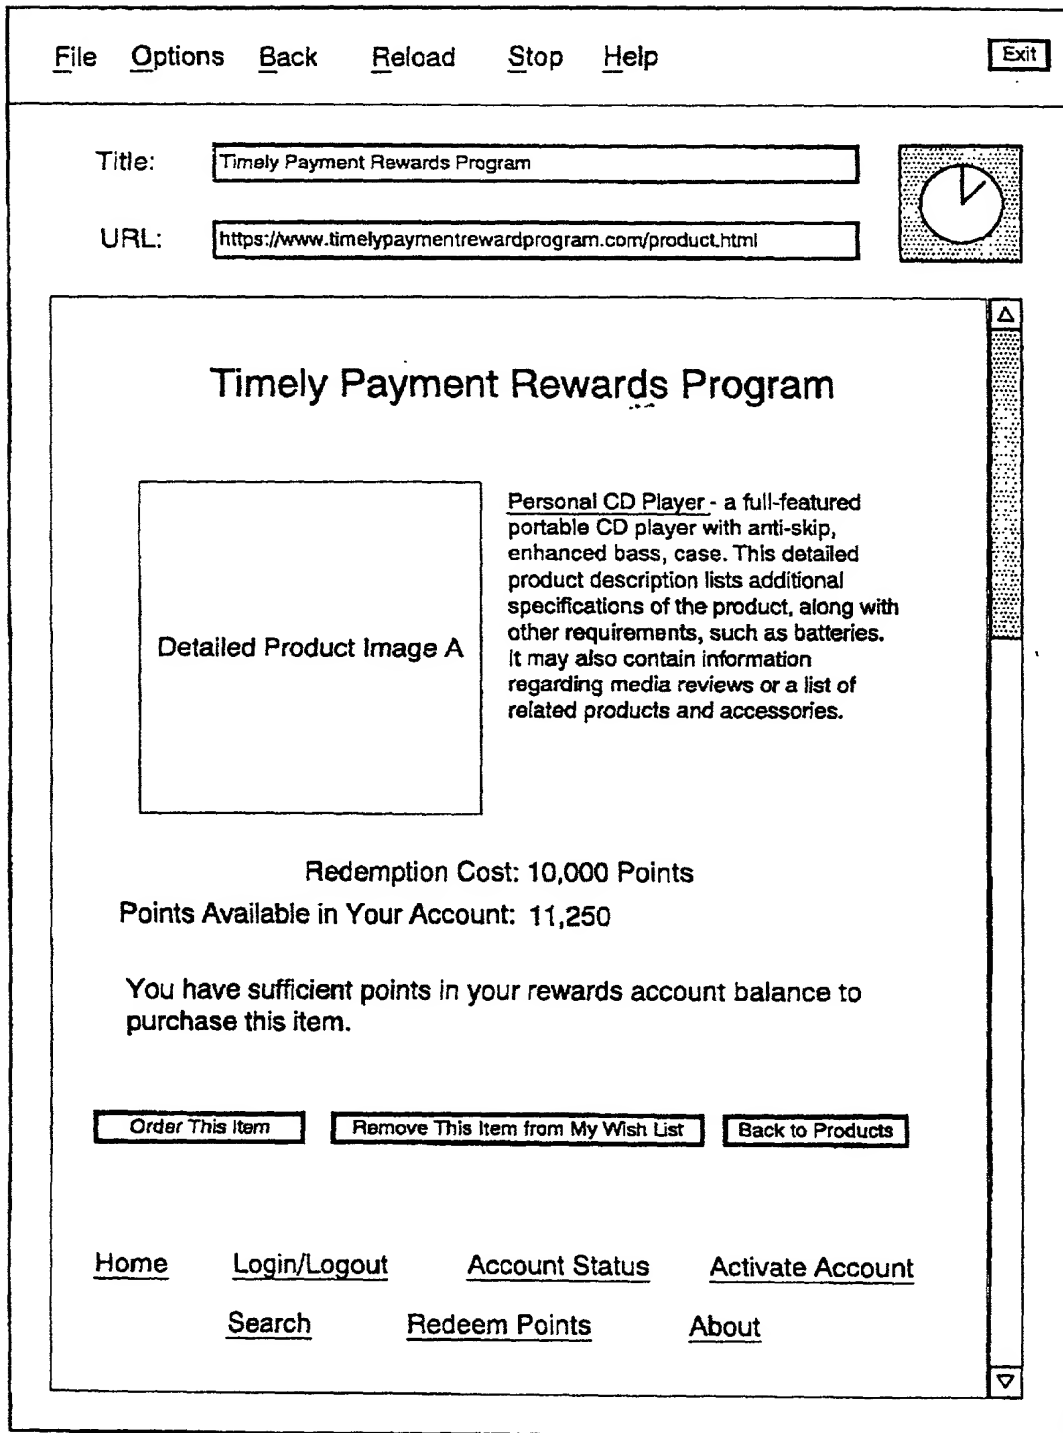 File Options Back Reload Stop Help Exit
Title: Timely Payment Rewards Program
URL: https://www.timelypaymentrewardprogram.com/product.html
Timely Payment Rewards Program
Detailed Product Image A
Personal CD Player - a full-featured
portable CD player with anti-skip,
enhanced bass, case. This detailed
product description lists additional
specifications of the product, along with
other requirements, such as batteries.
It may also contain information
regarding media reviews or a list of
related products and accessories.
Redemption Cost: 10,000 Points
Points Available in Your Account: 11,250
You have sufficient points in your rewards account balance to
purchase this item.
Order This Item Remove This Item from My Wish List Back to Products
Home Login/Logout Account Status Activate Account
Search Redeem Points About